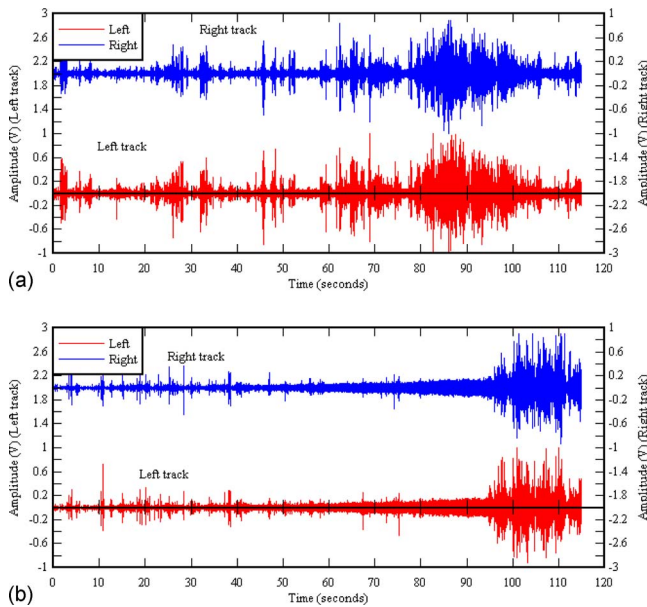 3
2.6
2.2
1.8
1.4
1
0.6
0.2
-0.2
-0.6
-1
Amplitude (V) (Left track)
Left
Right
Right track
Left track
1
0.6
0.2
-0.2
-0.6
-1
-1.4
-1.8
-2.2
-2.6
-3
Amplitude (V) (Right track)
0 10 20 30 40 50 60 70 80 90 100 110 120
Time (seconds)
(a)
3
2.6
2.2
1.8
1.4
1
0.6
0.2
-0.2
-0.6
-1
Amplitude (V) (Left track)
Left
Right
Right track
Left track
1
0.6
0.2
-0.2
-0.6
-1
-1.4
-1.8
-2.2
-2.6
-3
Amplitude (V) (Right track)
0 10 20 30 40 50 60 70 80 90 100 110 120
Time (seconds)
(b)